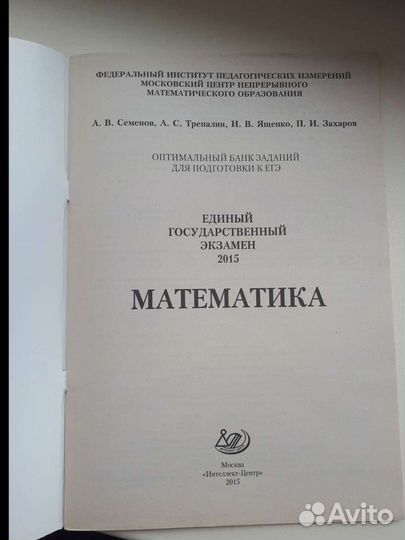 ФЕДЕРАЛЬНЫЙ ИНСТИТУТ ПЕДАГОГИЧЕСКИХ ИЗМЕРЕНИЙ
МОСКОВСКИЙ ЦЕНТР НЕПРЕРЫВНОГО
МАТЕМАТИЧЕСКОГО ОБРАЗОВАНИЯ
А. В. Семенов, А. С. Трепалин, И. В. Ященко, П. И. Захаров
ОПТИМАЛЬНЫЙ БАНК ЗАДАНИЙ
ДЛЯ ПОДГОТОВКИ К ЕГЭ
ЕДИНЫЙ
ГОСУДАРСТВЕННЫЙ
ЭКЗАМЕН
2015
МАТЕМАТИКА
Москва
«Интеллект-Центр»
2015
Avito